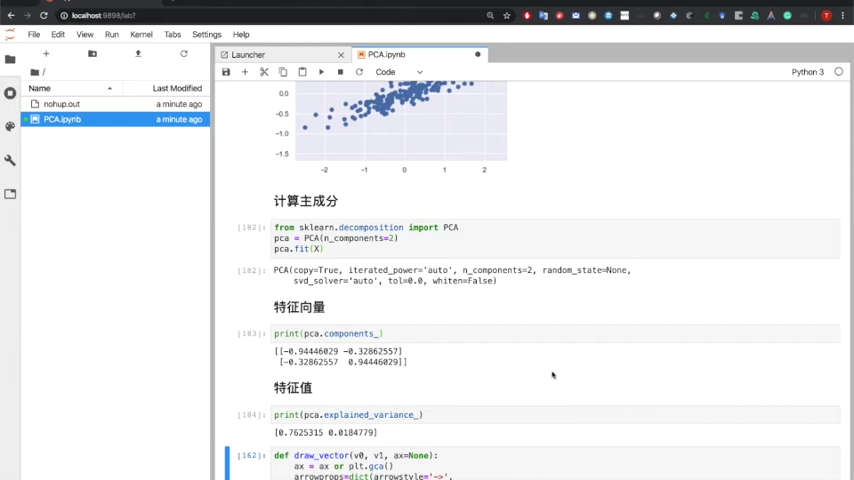 localhost:9898/lab?
File Edit View Run Kernel Tabs Settings Help
Launcher
PCA.ipynb
Code
Python 3
/
Name Last Modified
nohup.out a minute ago
PCA.ipynb a minute ago
0.0
−0.5
−1.0
−1.5
−2 −1 0 1 2
计算主成分
[182]: from sklearn.decomposition import PCA
pca = PCA(n_components=2)
pca.fit(X)
[182]: PCA(copy=True, iterated_power='auto', n_components=2, random_state=None,
svd_solver='auto', tol=0.0, whiten=False)
特征向量
[183]: print(pca.components_)
[[-0.94446029 -0.32862557]
[-0.32862557 0.94446029]]
特征值
[184]: print(pca.explained_variance_)
[0.7625315 0.0184779]
[162]: def draw_vector(v0, v1, ax=None):
ax = ax or plt.gca()
arrowprops=dict(arrowstyle='->',